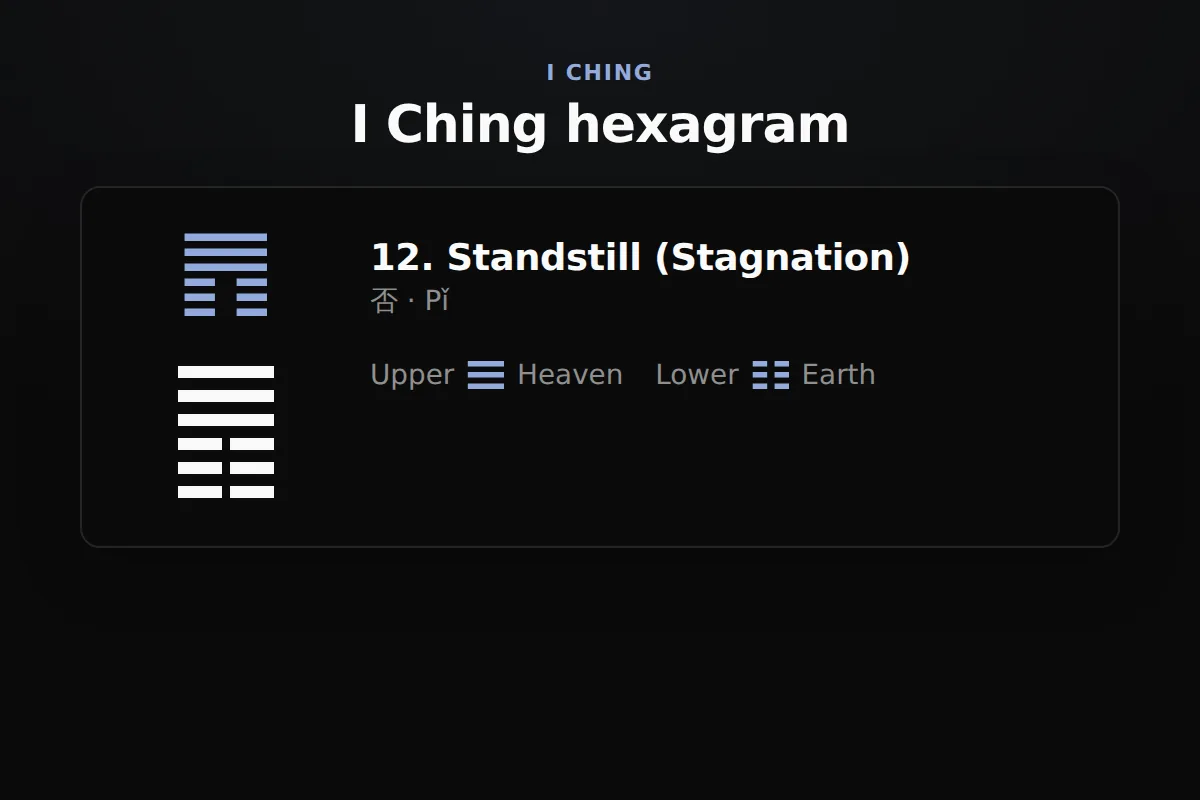 I CHING
I Ching hexagram
䷋
12. Standstill (Stagnation)
否 · Pǐ
Upper ☰ Heaven Lower ☷ Earth